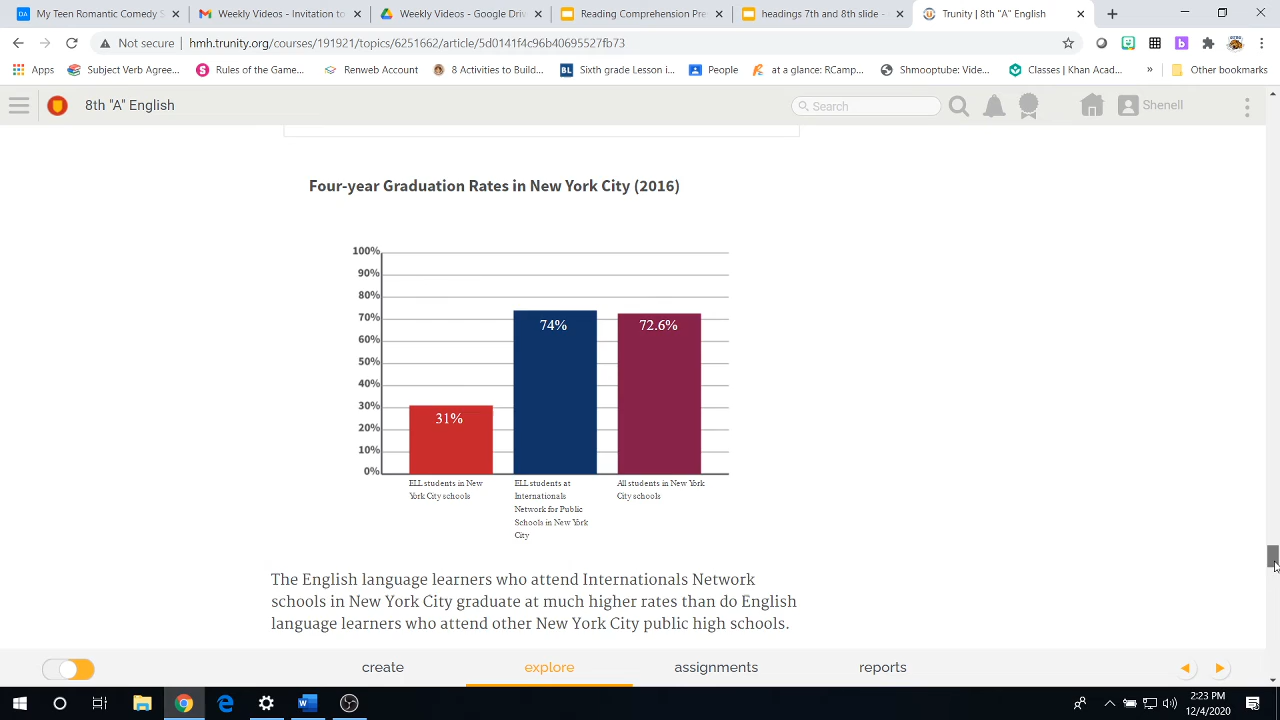 My Teen Romantic Comedy S
Weekly Videos - Invitation to
Weekly Videos - Google Driv
Reading Comprehension Pre
headings 7th and 8th slide -
Trunity | 8th "A" English
Not secure | hmh.trunity.org/course/191921/topics/6251322/article/5d0141f4c96b40695527fb73
Apps
Subject Verb Agree...
Rules of the Game...
Renweb Account
Activities to Build...
Sixth grade Lesson i...
People
at a glance: RCamp...
Shmooptube: Vide...
Classes | Khan Acad...
»
Other bookmarks
8th "A" English
Search
Shenell
Four-year Graduation Rates in New York City (2016)
100%
90%
80%
70%
60%
50%
40%
30%
20%
10%
0%
31%
74%
72.6%
ELL students in New
York City schools
ELL students at
Internationals
Network for Public
Schools in New York
City
All students in New York
City schools
The English language learners who attend Internationals Network
schools in New York City graduate at much higher rates than do English
language learners who attend other New York City public high schools.
create
explore
assignments
reports
2:23 PM
12/4/2020